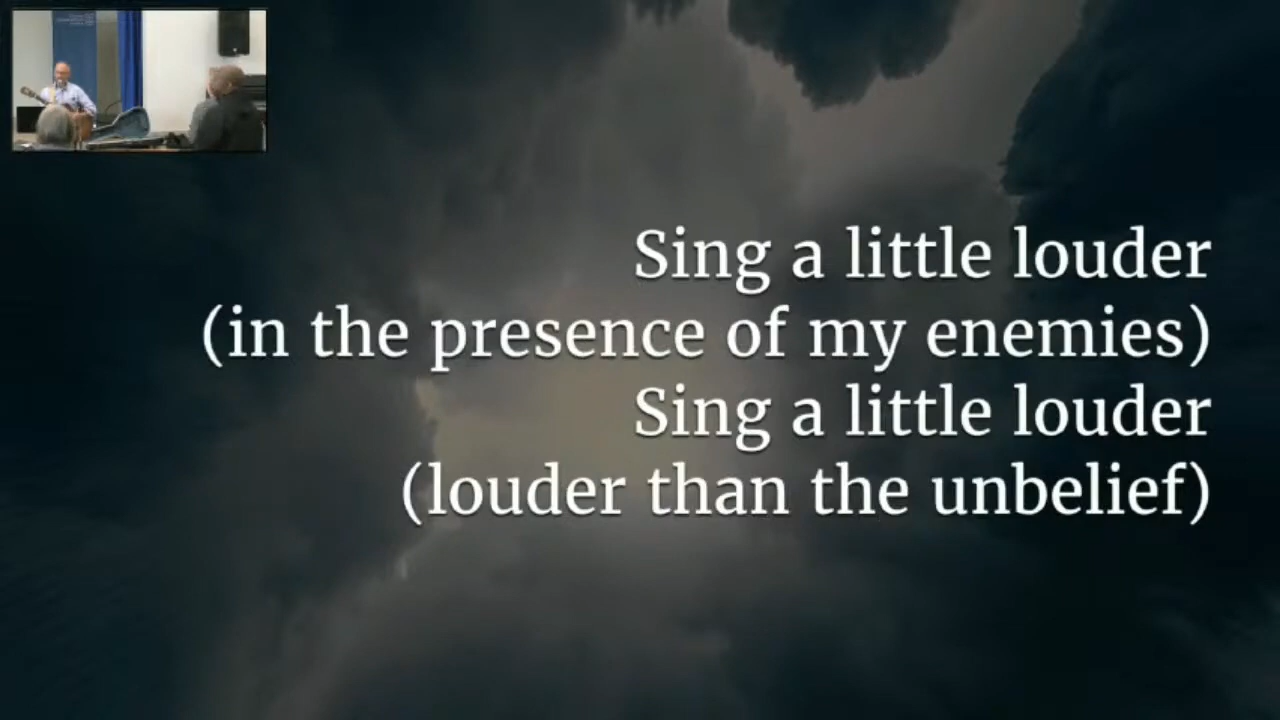 Sing a little louder
(in the presence of my enemies)
Sing a little louder
(louder than the unbelief)